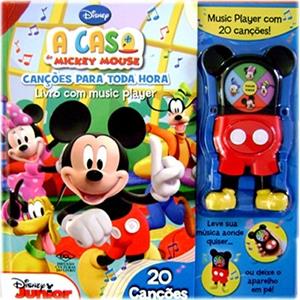 Disney
A CASA
do MICKEY MOUSE
CANÇÕES PARA TODA HORA
Livro com music player
Music Player com
20 canções!
Leve sua
música aonde
quiser...
ou deixe o
aparelho
em pé!
Disney
Junior
20
Canções